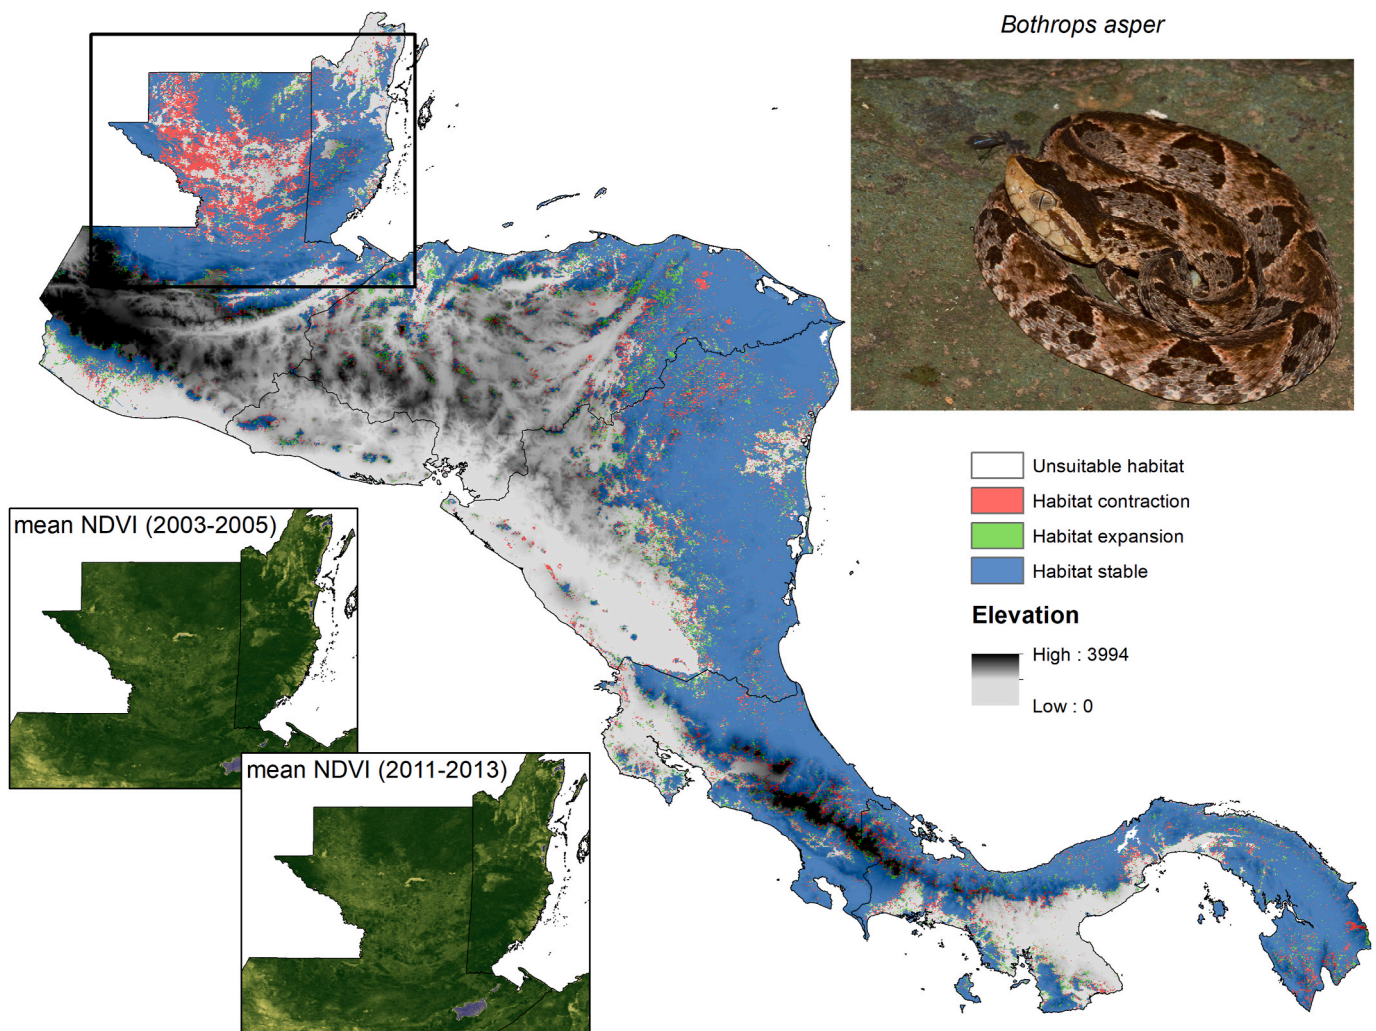 Bothrops asper
Unsuitable habitat
Habitat contraction
Habitat expansion
Habitat stable
Elevation
High : 3994
Low : 0
mean NDVI (2003-2005)
mean NDVI (2011-2013)